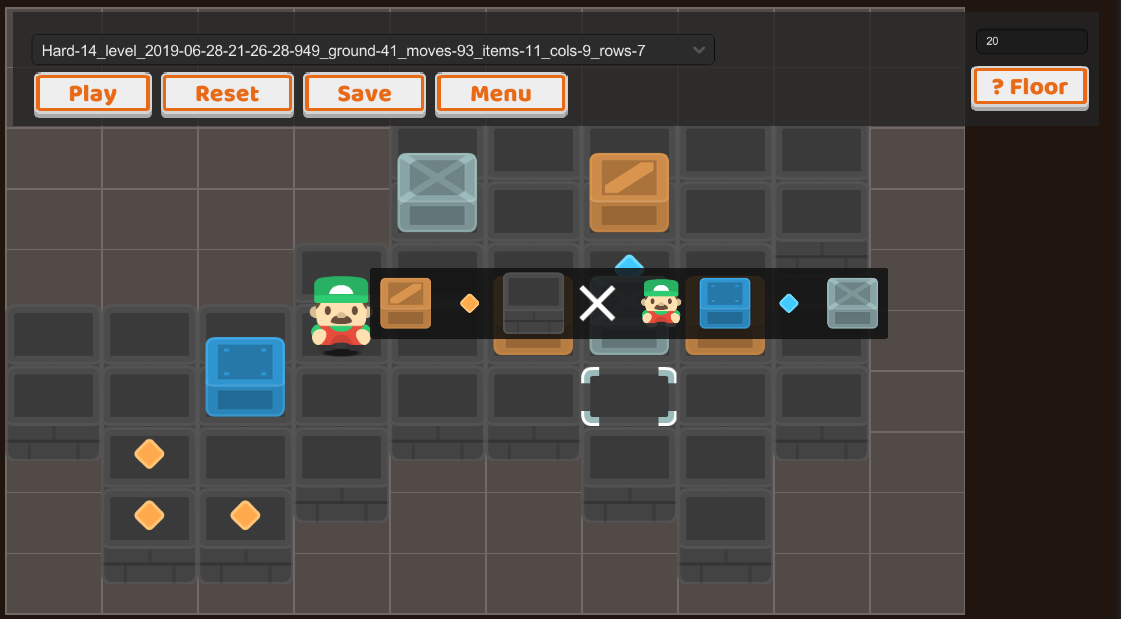 Hard-14_level_2019-06-28-21-26-28-949_ground-41_moves-93_items-11_cols-9_rows-7
20
Play
Reset
Save
Menu
? Floor